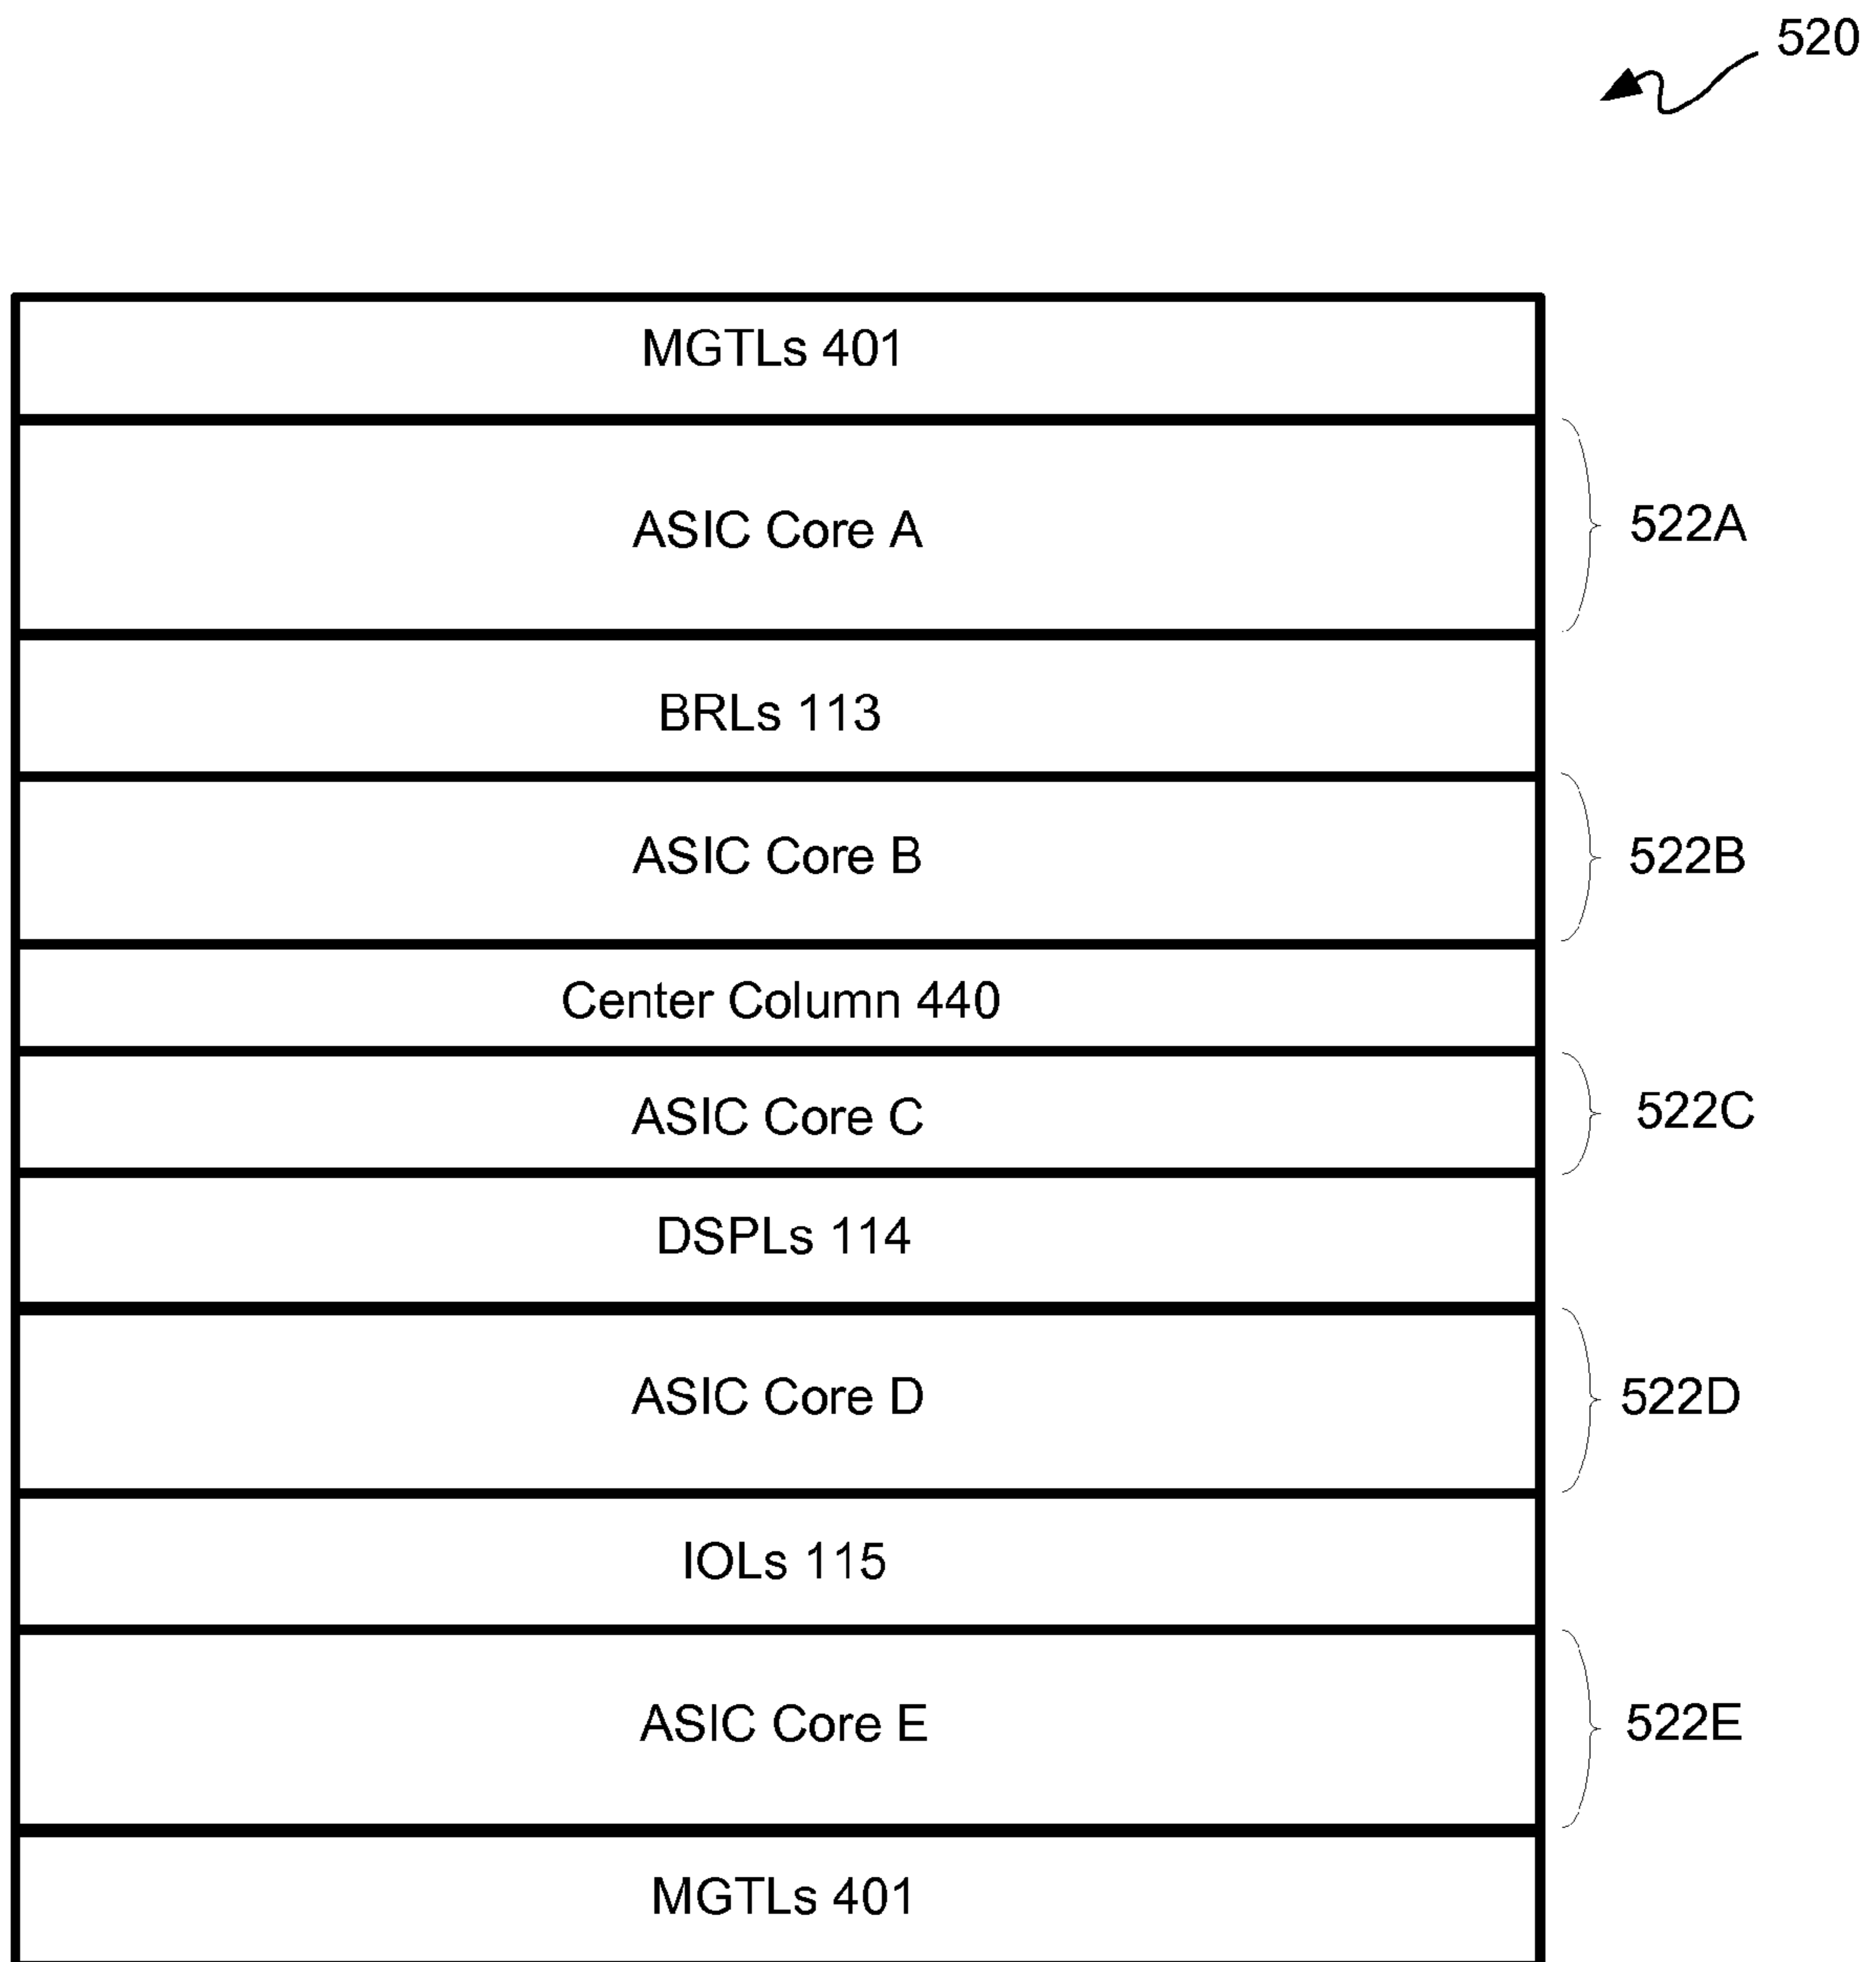 520
MGTLs 401
ASIC Core A
522A
BRLs 113
ASIC Core B
522B
Center Column 440
ASIC Core C
522C
DSPLs 114
ASIC Core D
522D
IOLs 115
ASIC Core E
522E
MGTLs 401